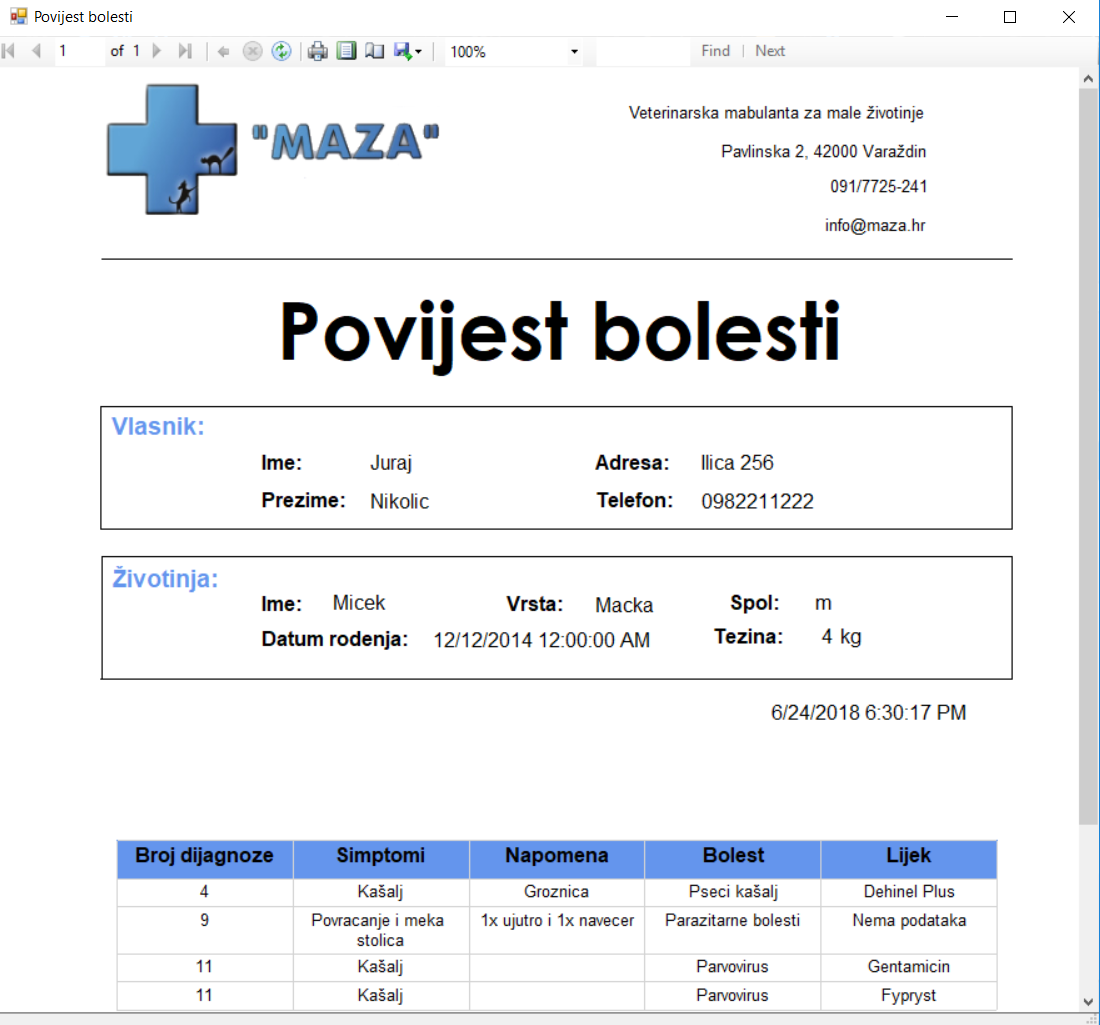 Povijest bolesti
1 of 1 100% Find Next
"MAZA"
Veterinarska mabulanta za male životinje
Pavlinska 2, 42000 Varaždin
091/7725-241
info@maza.hr
Povijest bolesti
Vlasnik:
Ime: Juraj Adresa: Ilica 256
Prezime: Nikolic Telefon: 0982211222
Životinja:
Ime: Micek Vrsta: Macka Spol: m
Datum rodenja: 12/12/2014 12:00:00 AM Tezina: 4 kg
6/24/2018 6:30:17 PM
Broj dijagnoze Simptomi Napomena Bolest Lijek
4 Kašalj Groznica Pseci kašalj Dehinel Plus
9 Povracanje i meka 1x ujutro i 1x navecer Parazitarne bolesti Nema podataka
stolica
11 Kašalj Parvovirus Gentamicin
11 Kašalj Parvovirus Fypryst